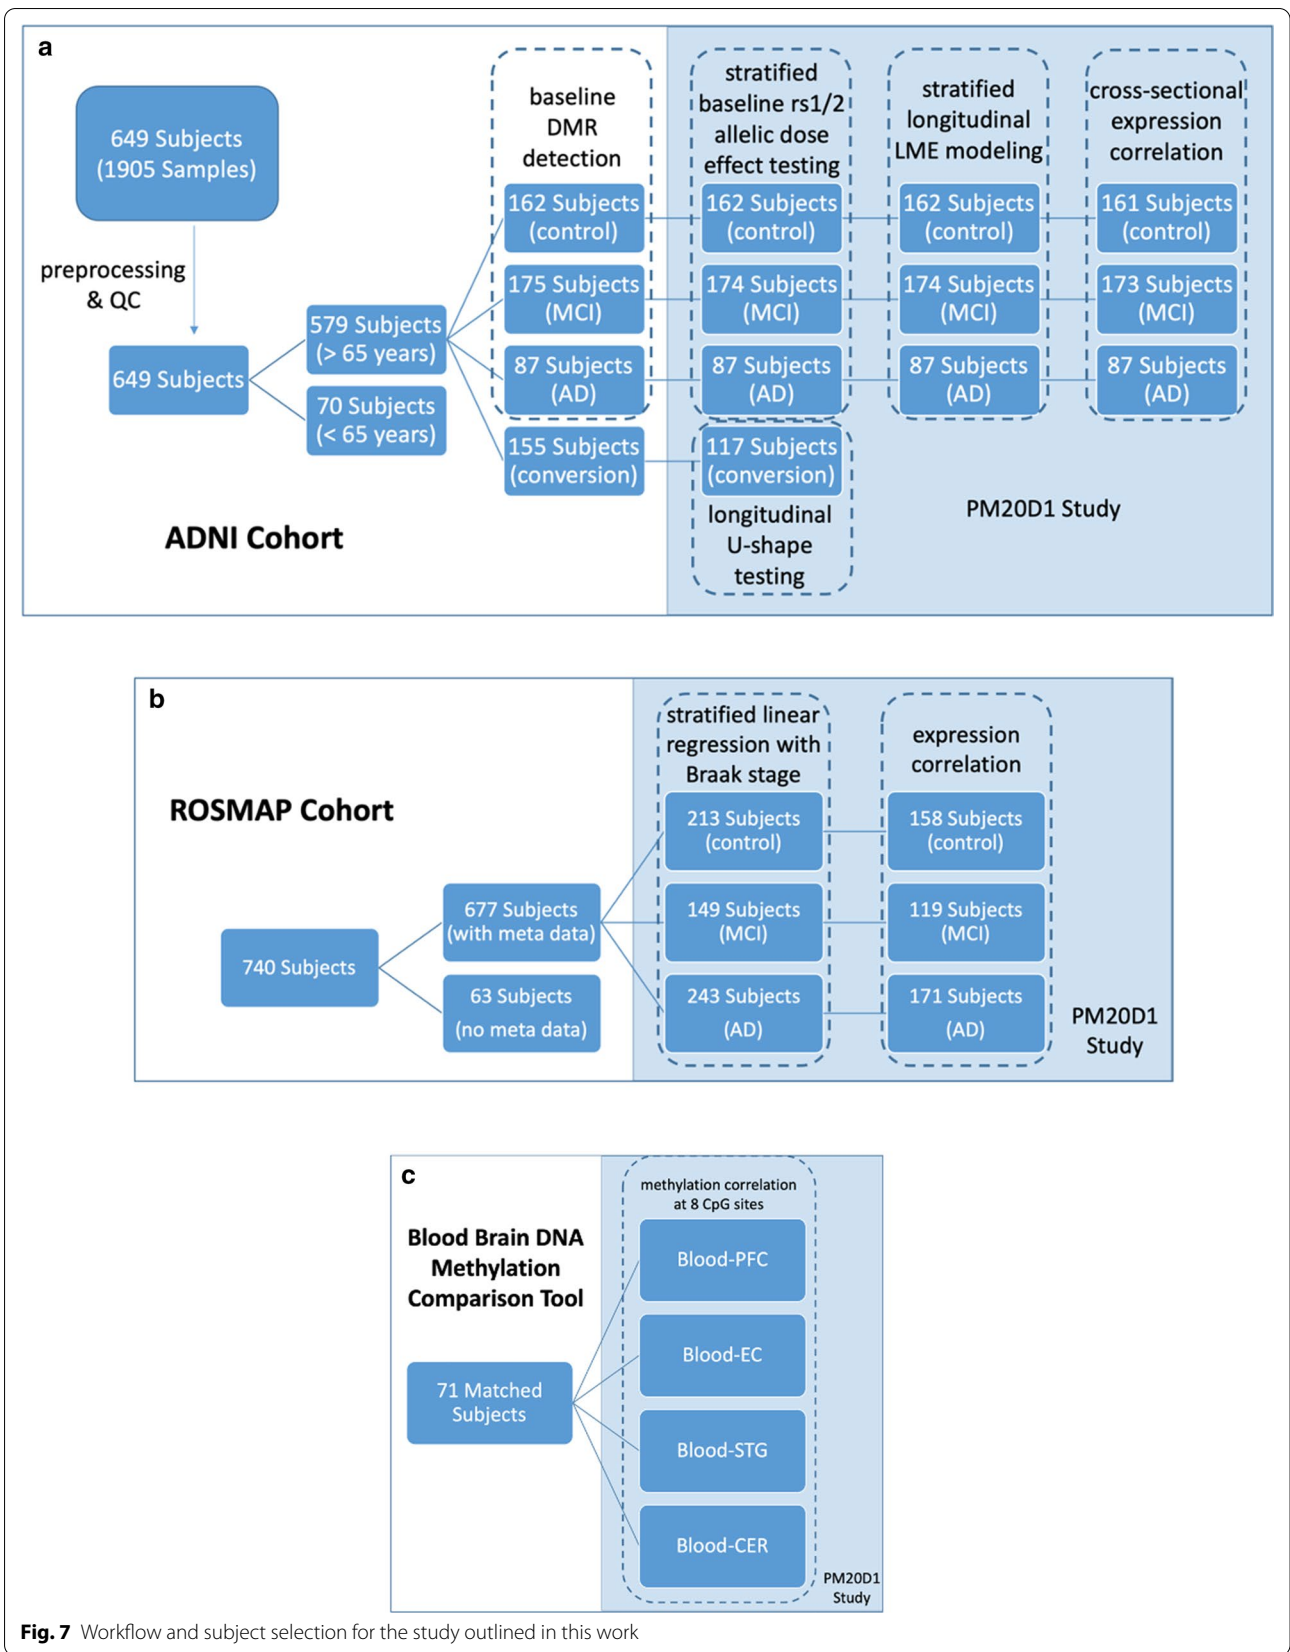 a
649 Subjects
(1905 Samples)
preprocessing
& QC
649 Subjects
579 Subjects
(> 65 years)
70 Subjects
(< 65 years)
baseline
DMR
detection
162 Subjects
(control)
175 Subjects
(MCI)
87 Subjects
(AD)
155 Subjects
(conversion)
stratified
baseline rs1/2
allelic dose
effect testing
162 Subjects
(control)
174 Subjects
(MCI)
87 Subjects
(AD)
117 Subjects
(conversion)
longitudinal
U-shape
testing
stratified
longitudinal
LME modeling
162 Subjects
(control)
174 Subjects
(MCI)
87 Subjects
(AD)
cross-sectional
expression
correlation
161 Subjects
(control)
173 Subjects
(MCI)
87 Subjects
(AD)
PM20D1 Study
ADNI Cohort
b
ROSMAP Cohort
740 Subjects
677 Subjects
(with meta data)
63 Subjects
(no meta data)
stratified linear
regression with
Braak stage
213 Subjects
(control)
149 Subjects
(MCI)
243 Subjects
(AD)
expression
correlation
158 Subjects
(control)
119 Subjects
(MCI)
171 Subjects
(AD)
PM20D1
Study
c
Blood Brain DNA
Methylation
Comparison Tool
71 Matched
Subjects
methylation correlation
at 8 CpG sites
Blood-PFC
Blood-EC
Blood-STG
Blood-CER
PM20D1
Study
Fig. 7 Workflow and subject selection for the study outlined in this work